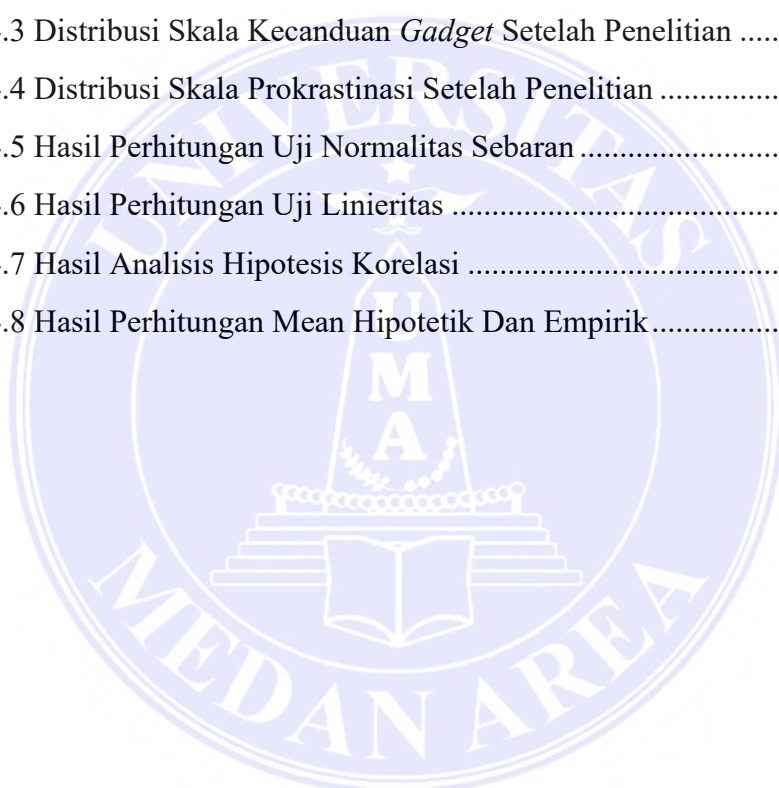 .3 Distribusi Skala Kecanduan Gadget Setelah Penelitian .....
.4 Distribusi Skala Prokrastinasi Setelah Penelitian ...............
.5 Hasil Perhitungan Uji Normalitas Sebaran .........................
.6 Hasil Perhitungan Uji Linieritas .........................................
.7 Hasil Analisis Hipotesis Korelasi .......................................
.8 Hasil Perhitungan Mean Hipotetik Dan Empirik................
UNIVERSITAS
U
M
A
MEDAN AREA